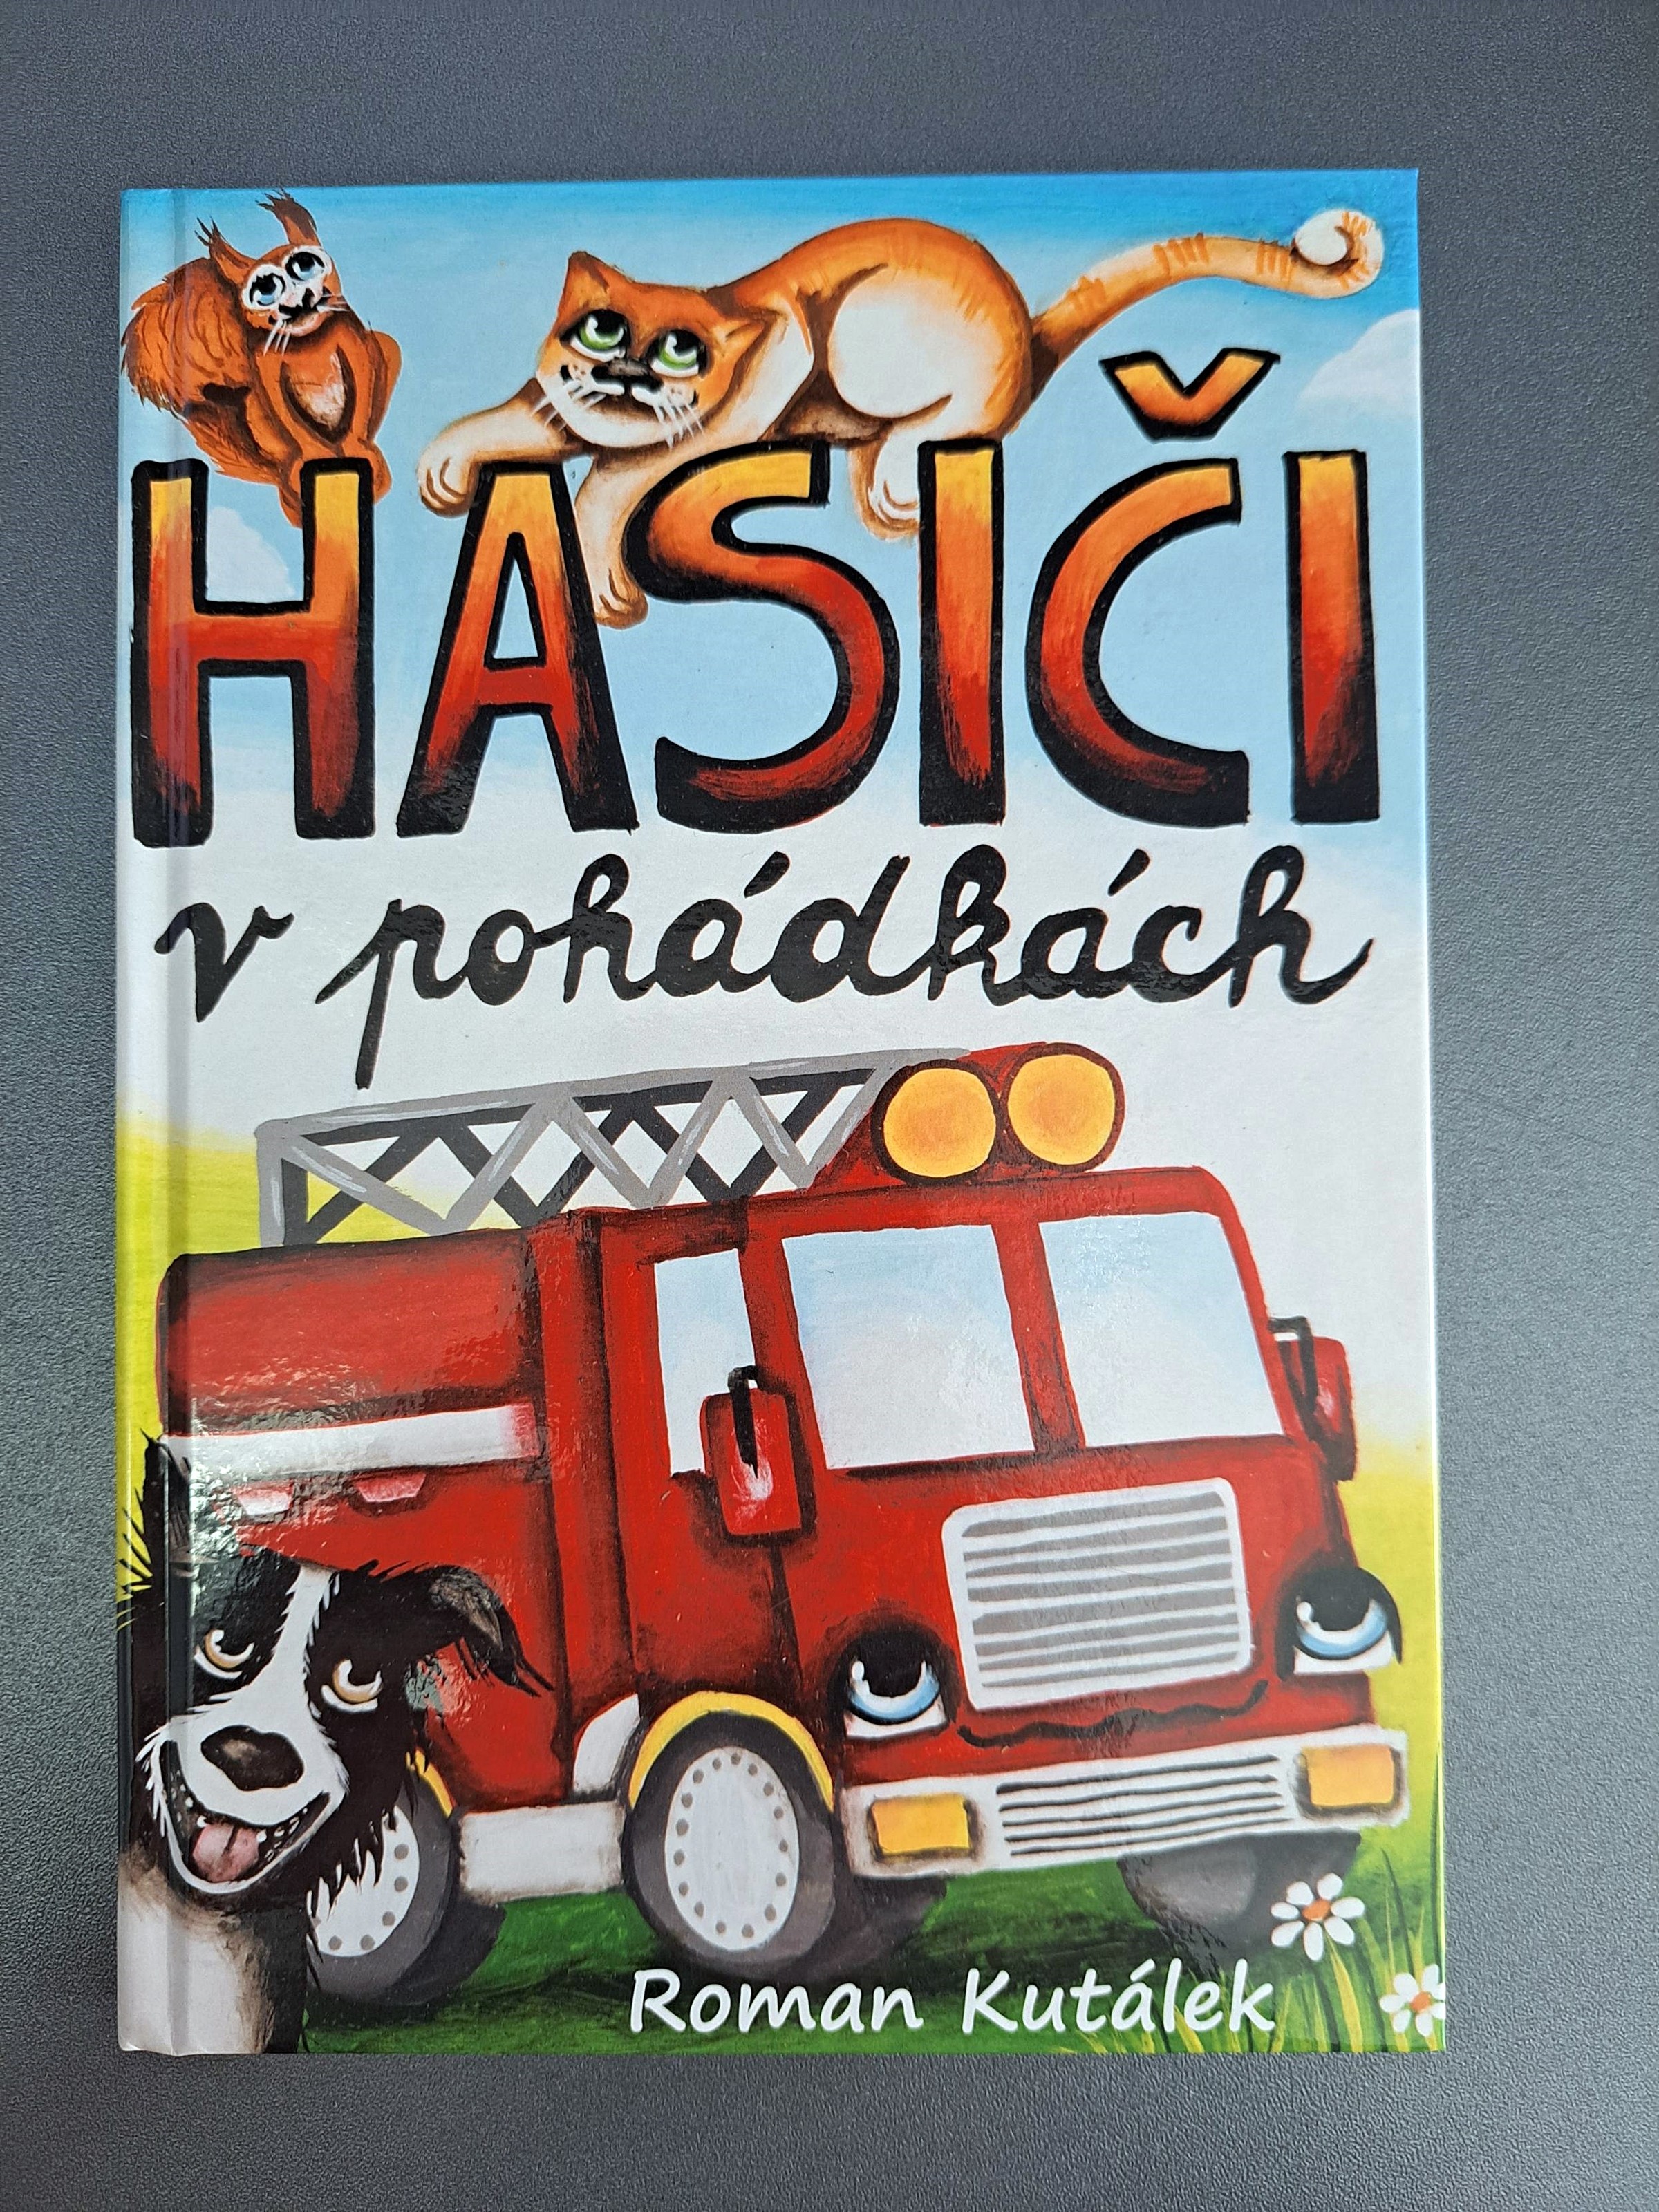 HASIČI
v pohádkách
Roman Kutálek